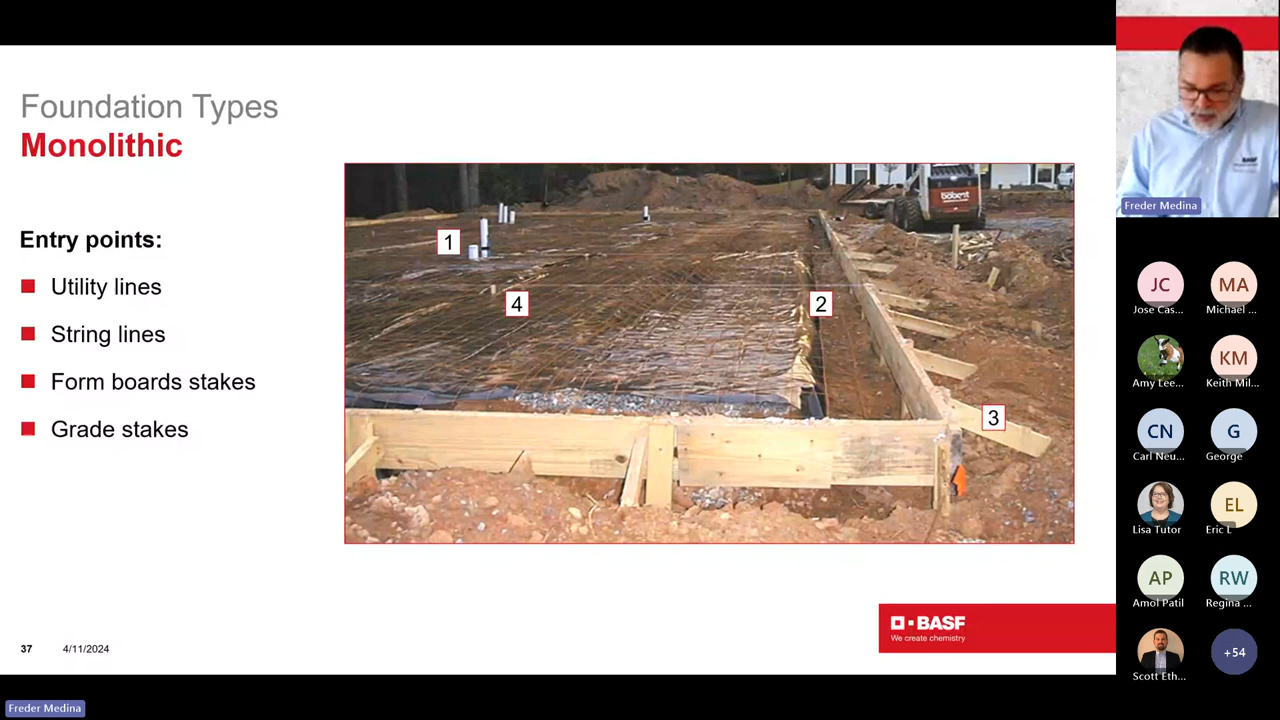 Foundation Types
Monolithic
Entry points:
Utility lines
String lines
Form boards stakes
Grade stakes
1
4
2
3
bobcat
BASF
We create chemistry
37
4/11/2024
BASF
Freder Medina
JC
MA
Jose Cas...
Michael ...
KM
Amy Lee...
Keith Mil...
CN
G
Carl Neu...
George
EL
Lisa Tutor
Eric L
AP
RW
Amol Patil
Regina ...
+54
Scott Eth...
Freder Medina